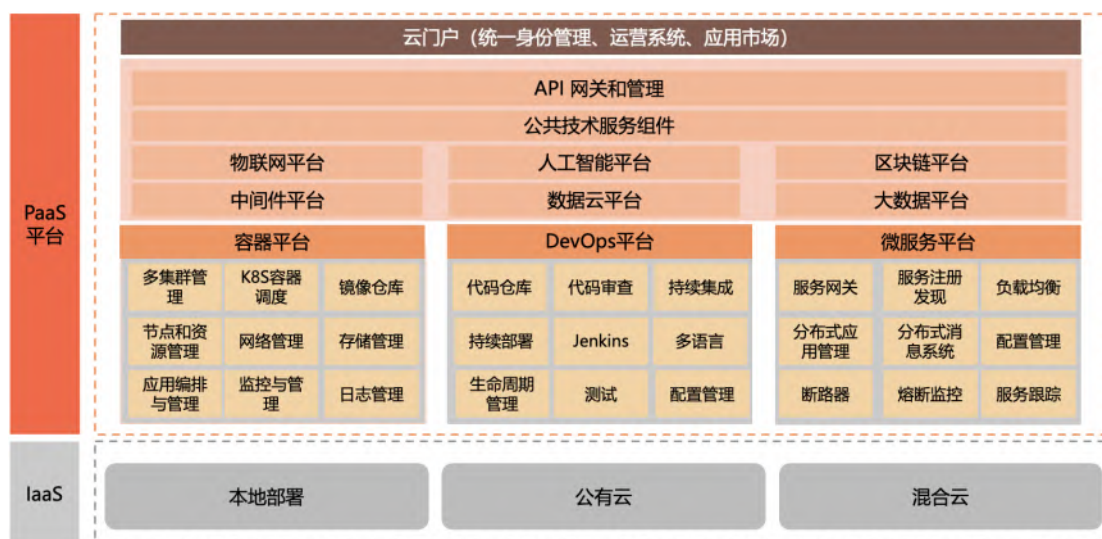 PaaS
平台
云门户（统一身份管理、运营系统、应用市场）
API 网关和管理
公共技术服务组件
物联网平台
人工智能平台
区块链平台
中间件平台
数据云平台
大数据平台
容器平台
多集群管
理
K8S容器
调度
镜像仓库
节点和资
源管理
网络管理
存储管理
应用编排
与管理
监控与管
理
日志管理
DevOps平台
代码仓库
代码审查
持续集成
持续部署
Jenkins
多语言
生命周期
管理
测试
配置管理
微服务平台
服务网关
服务注册
发现
负载均衡
分布式应
用管理
分布式消
息系统
配置管理
断路器
熔断监控
服务跟踪
IaaS
本地部署
公有云
混合云